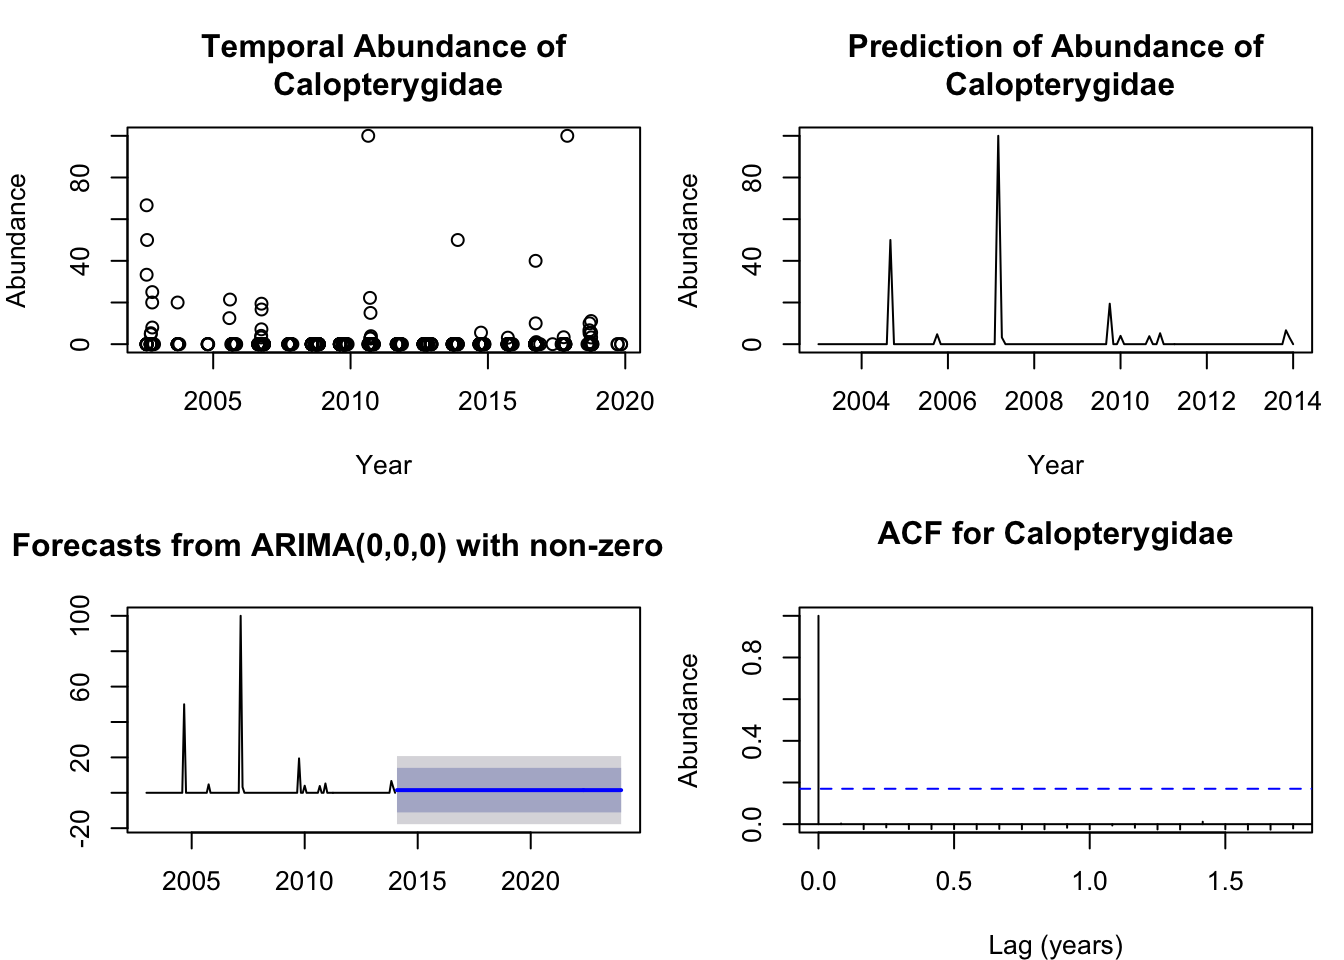 Temporal Abundance of
Calopterygidae
Abundance
80
40
0
2005 2010 2015 2020
Year
Prediction of Abundance of
Calopterygidae
Abundance
80
40
0
2004 2006 2008 2010 2012 2014
Year
Forecasts from ARIMA(0,0,0) with non-zero
100
60
20
-20
2005 2010 2015 2020
ACF for Calopterygidae
Abundance
0.8
0.4
0.0
0.0 0.5 1.0 1.5
Lag (years)